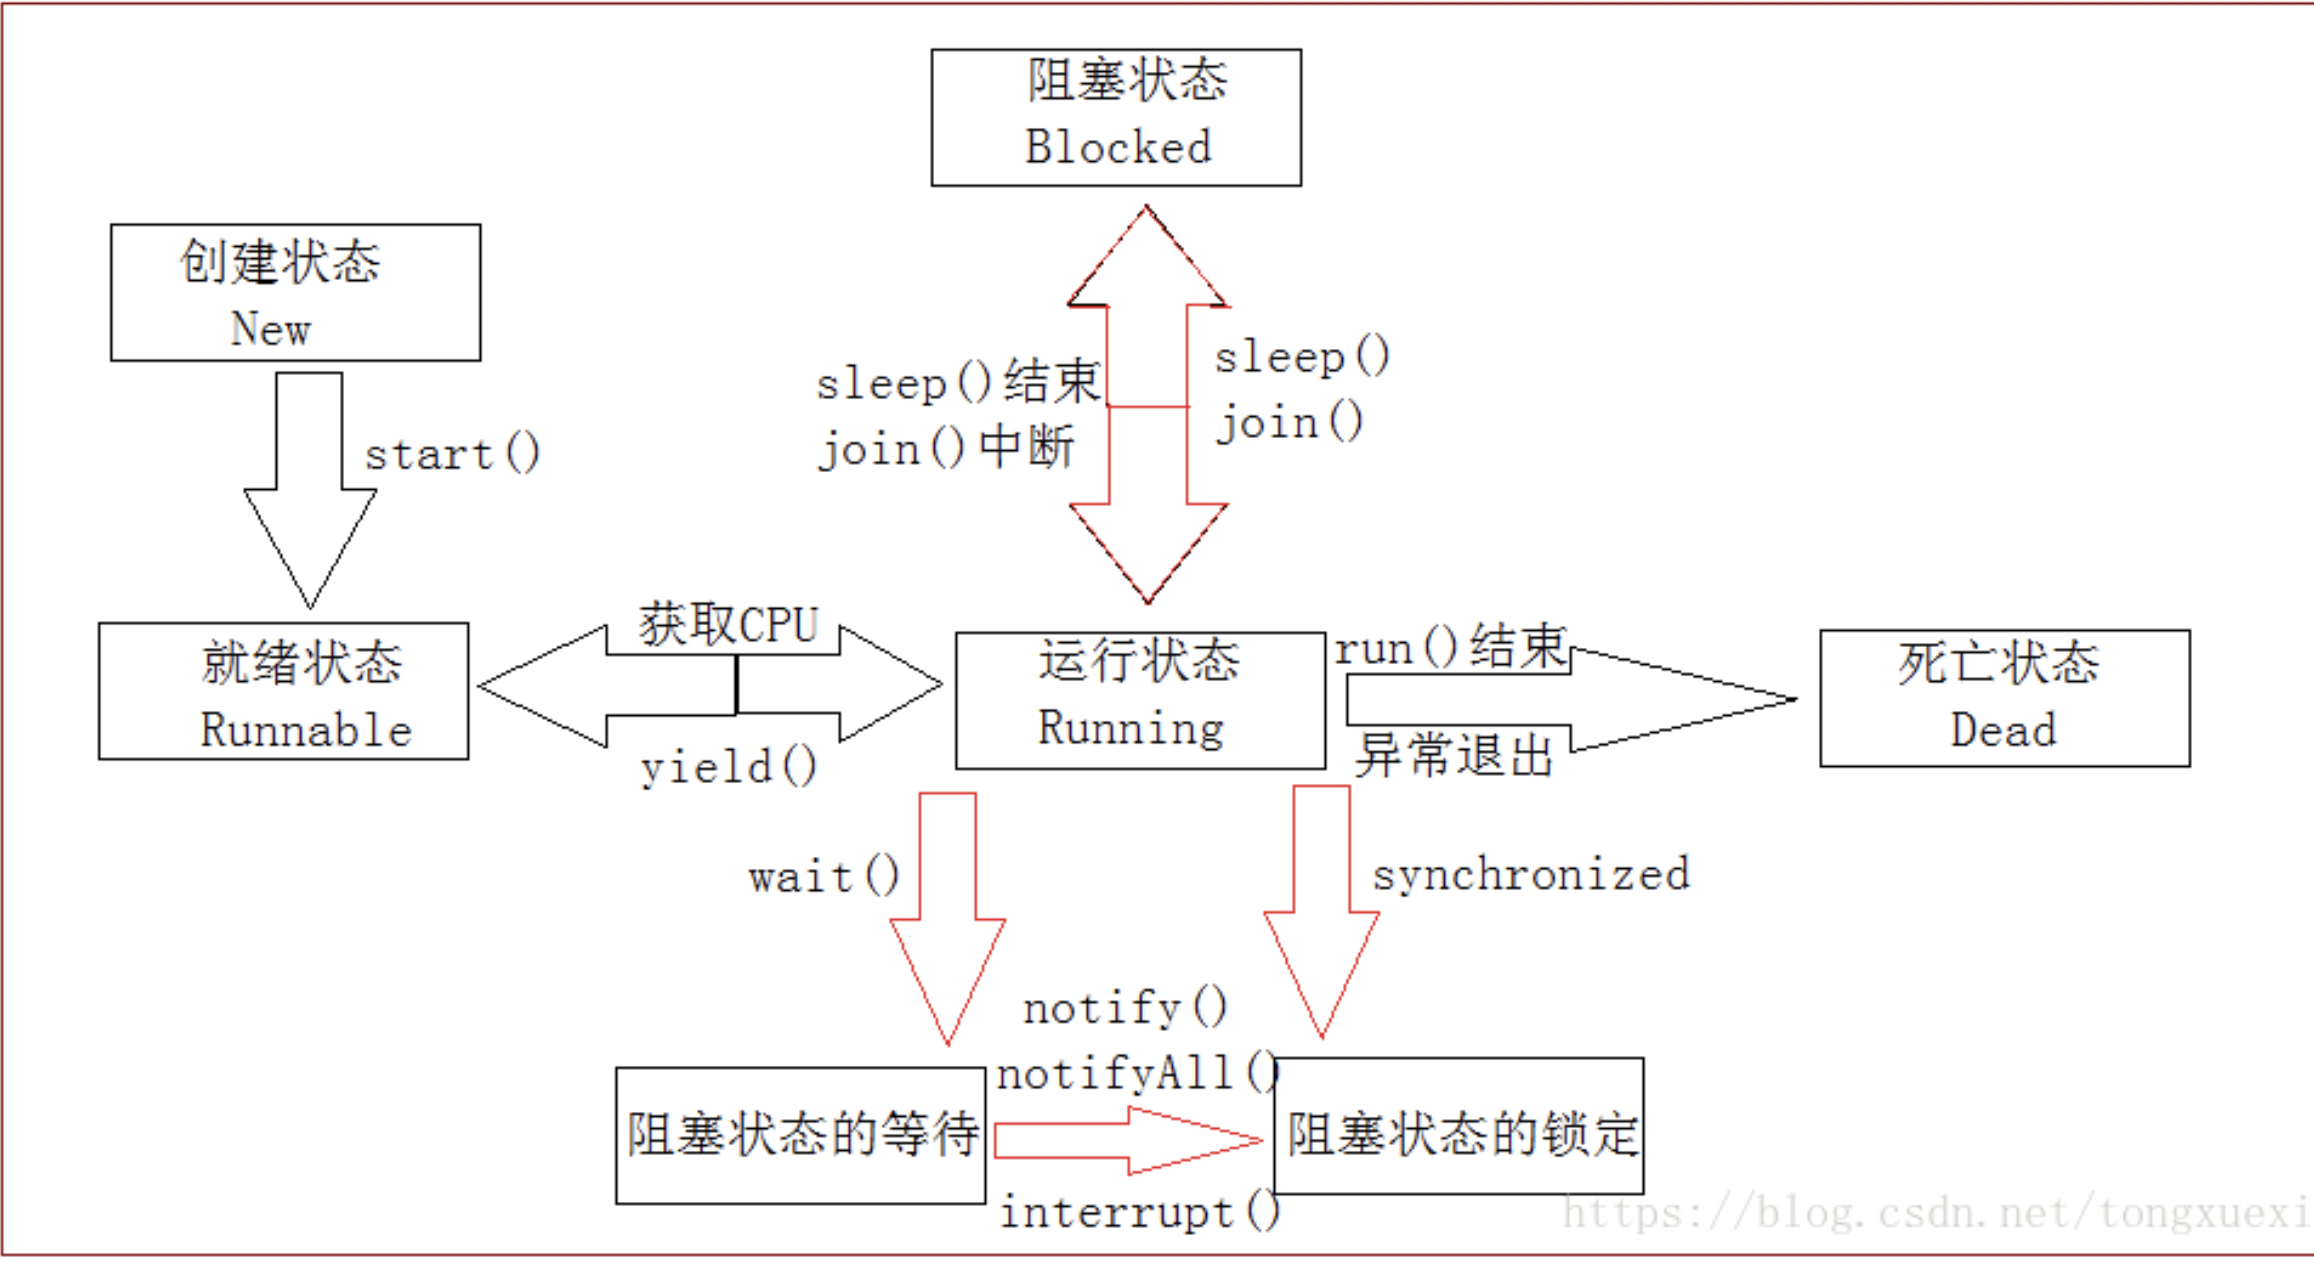 阻塞状态
Blocked
创建状态
New
start()
sleep()
join()
sleep()结束
join()中断
就绪状态
Runnable
获取CPU
yield()
运行状态
Running
run()结束
异常退出
死亡状态
Dead
wait()
synchronized
notify()
notifyAll()
阻塞状态的等待
interrupt()
阻塞状态的锁定
https://blog.csdn.net/tongxuexi